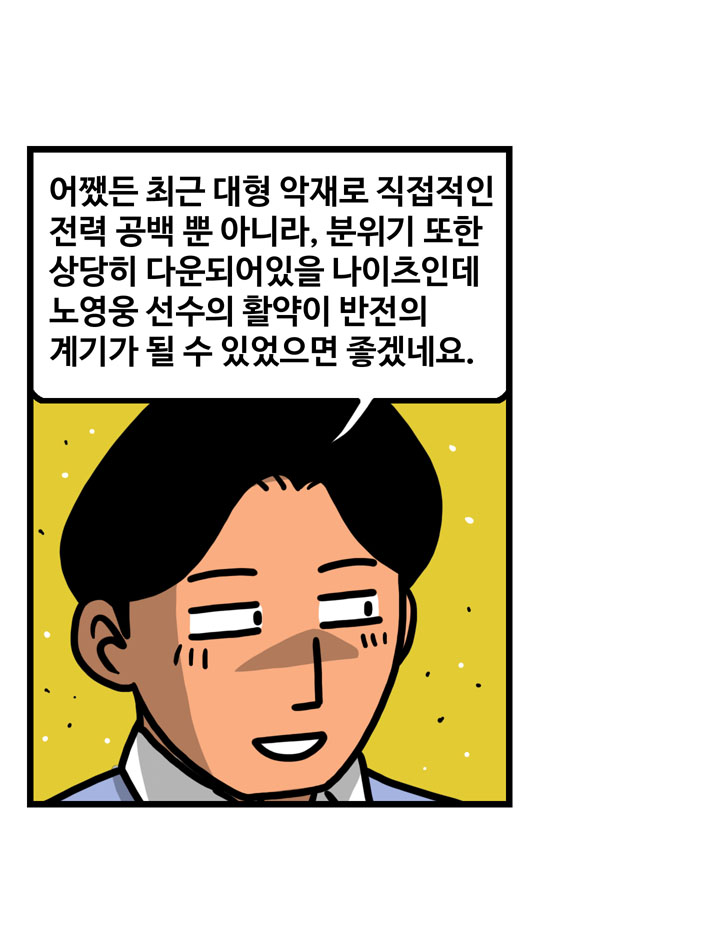 어쨌든 최근 대형 악재로 직접적인
전력 공백 뿐 아니라, 분위기 또한
상당히 다운되어있을 나이츠인데
노영웅 선수의 활약이 반전의
계기가 될 수 있었으면 좋겠네요.